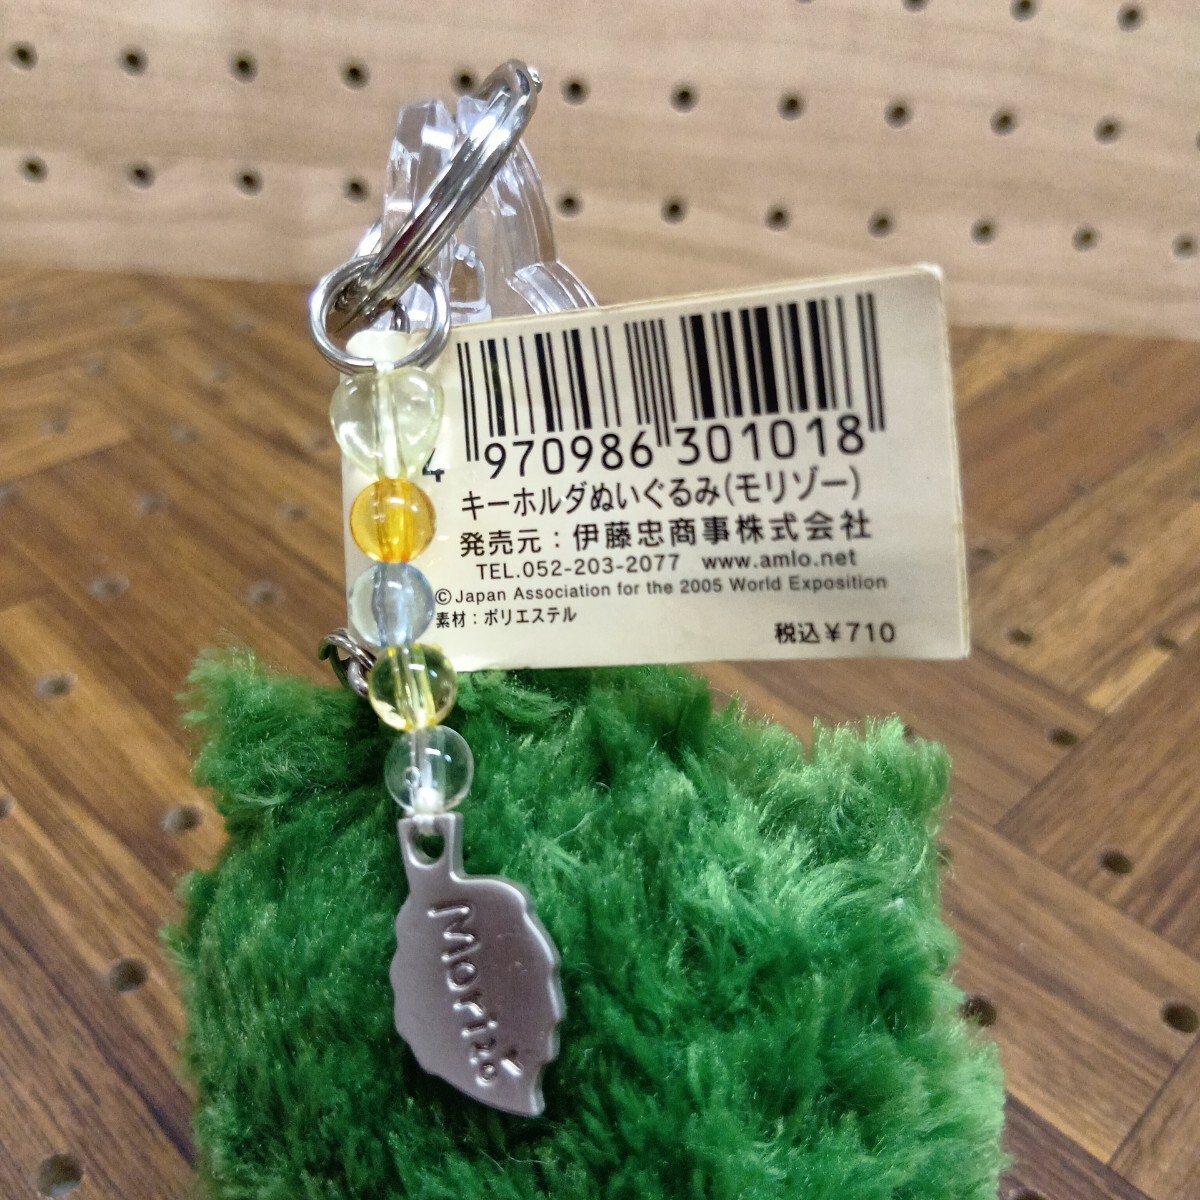 4 970986 301018
キーホルダぬいぐるみ(モリゾー)
発売元：伊藤忠商事株式会社
TEL.052-203-2077 www.amlo.net
©Japan Association for the 2005 World Exposition
素材：ポリエステル
税込¥710
Morizo